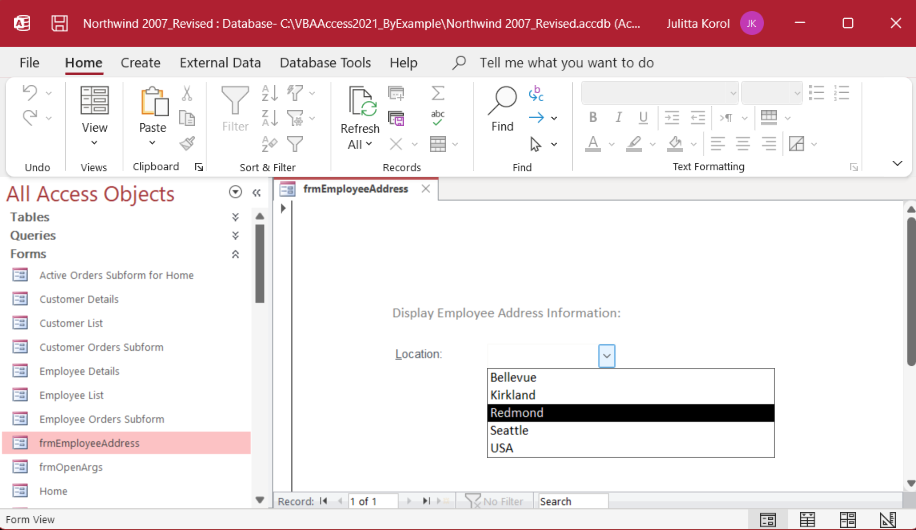 Northwind 2007_Revised : Database- C:\VBAAccess2021_ByExample\Northwind 2007_Revised.accdb (Ac... Julitta Korol JK
File Home Create External Data Database Tools Help Tell me what you want to do
View Paste Filter Refresh All Find
abc
B I U
A
Undo Views Clipboard Sort & Filter Records Find Text Formatting
All Access Objects
Tables
Queries
Forms
Active Orders Subform for Home
Customer Details
Customer List
Customer Orders Subform
Employee Details
Employee List
Employee Orders Subform
frmEmployeeAddress
frmOpenArgs
Home
frmEmployeeAddress
Display Employee Address Information:
Location:
Bellevue
Kirkland
Redmond
Seattle
USA
Record: 1 of 1 No Filter Search
Form View